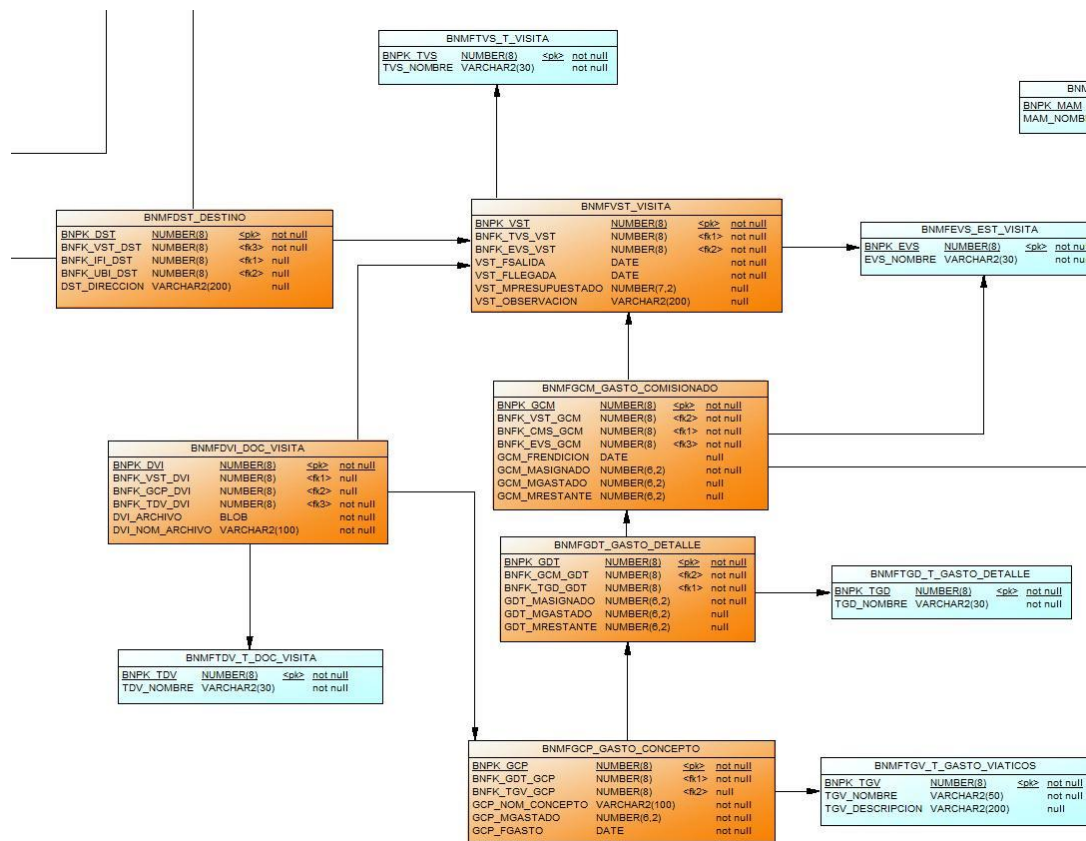 BNMFTVS_T_VISITA
BNPK_TVS NUMBER(8) <pk> not null
TVS_NOMBRE VARCHAR2(30) not null
BNPK_MAM
BNMFDST_DESTINO
BNPK_DST NUMBER(8) <pk> not null
BNFK_VST_DST NUMBER(8) <fk3> not null
BNFK_IFI_DST NUMBER(8) <fk1> null
BNFK_UBI_DST NUMBER(8) <fk2> null
DST_DIRECCION VARCHAR2(200) null
BNMFVST_VISITA
BNPK_VST NUMBER(8) <pk> not null
BNFK_TVS_VST NUMBER(8) <fk1> not null
BNFK_EVS_VST NUMBER(8) <fk2> not null
VST_FSALIDA DATE not null
VST_FLLEGADA DATE not null
VST_MPRESUPUESTADO NUMBER(7,2) null
VST_OBSERVACION VARCHAR2(200) null
BNMFEVS_EST_VISITA
BNPK_EVS NUMBER(8) <pk> not null
EVS_NOMBRE VARCHAR2(30) not null
BNMFGCM_GASTO_COMISIONADO
BNPK_GCM NUMBER(8) <pk> not null
BNFK_VST_GCM NUMBER(8) <fk2> not null
BNFK_CMS_GCM NUMBER(8) <fk1> not null
BNFK_EVS_GCM NUMBER(8) <fk3> not null
GCM_FRENDICION DATE null
GCM_MASIGNADO NUMBER(6,2) not null
GCM_MGASTADO NUMBER(6,2) null
GCM_MRESTANTE NUMBER(6,2) null
BNMFDVI_DOC_VISITA
BNPK_DVI NUMBER(8) <pk> not null
BNFK_VST_DVI NUMBER(8) <fk1> null
BNFK_GCP_DVI NUMBER(8) <fk2> null
BNFK_TDV_DVI NUMBER(8) <fk3> not null
DVI_ARCHIVO BLOB not null
DVI_NOM_ARCHIVO VARCHAR2(100) not null
BNMFGDT_GASTO_DETALLE
BNPK_GDT NUMBER(8) <pk> not null
BNFK_GCM_GDT NUMBER(8) <fk2> not null
BNFK_TGD_GDT NUMBER(8) <fk1> not null
GDT_MASIGNADO NUMBER(6,2) not null
GDT_MGASTADO NUMBER(6,2) null
GDT_MRESTANTE NUMBER(6,2) null
BNMFTGD_T_GASTO_DETALLE
BNPK_TGD NUMBER(8) <pk> not null
TGD_NOMBRE VARCHAR2(30) not null
BNMFTDV_T_DOC_VISITA
BNPK_TDV NUMBER(8) <pk> not null
TDV_NOMBRE VARCHAR2(30) not null
BNMFGCP_GASTO_CONCEPTO
BNPK_GCP NUMBER(8) <pk> not null
BNFK_GDT_GCP NUMBER(8) <fk1> not null
BNFK_TGV_GCP NUMBER(8) <fk2> null
GCP_NOM_CONCEPTO VARCHAR2(100) not null
GCP_MGASTADO NUMBER(6,2) not null
GCP_FGASTO DATE not null
BNMFTGV_T_GASTO_VIATICOS
BNPK_TGV NUMBER(8) <pk> not null
TGV_NOMBRE VARCHAR2(50) not null
TGV_DESCRIPCION VARCHAR2(200) null